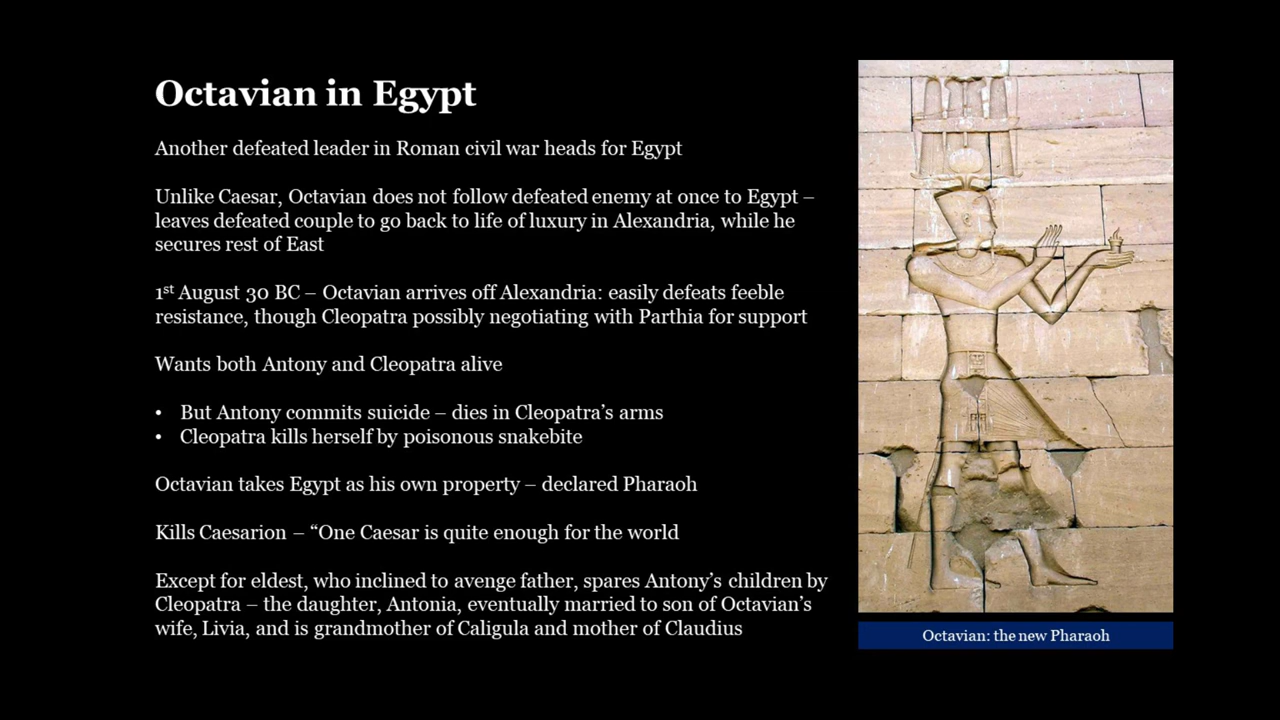 Octavian in Egypt
Another defeated leader in Roman civil war heads for Egypt
Unlike Caesar, Octavian does not follow defeated enemy at once to Egypt –
leaves defeated couple to go back to life of luxury in Alexandria, while he
secures rest of East
1st August 30 BC – Octavian arrives off Alexandria: easily defeats feeble
resistance, though Cleopatra possibly negotiating with Parthia for support
Wants both Antony and Cleopatra alive
• But Antony commits suicide – dies in Cleopatra’s arms
• Cleopatra kills herself by poisonous snakebite
Octavian takes Egypt as his own property – declared Pharaoh
Kills Caesarion – “One Caesar is quite enough for the world
Except for eldest, who inclined to avenge father, spares Antony’s children by
Cleopatra – the daughter, Antonia, eventually married to son of Octavian’s
wife, Livia, and is grandmother of Caligula and mother of Claudius
Octavian: the new Pharaoh